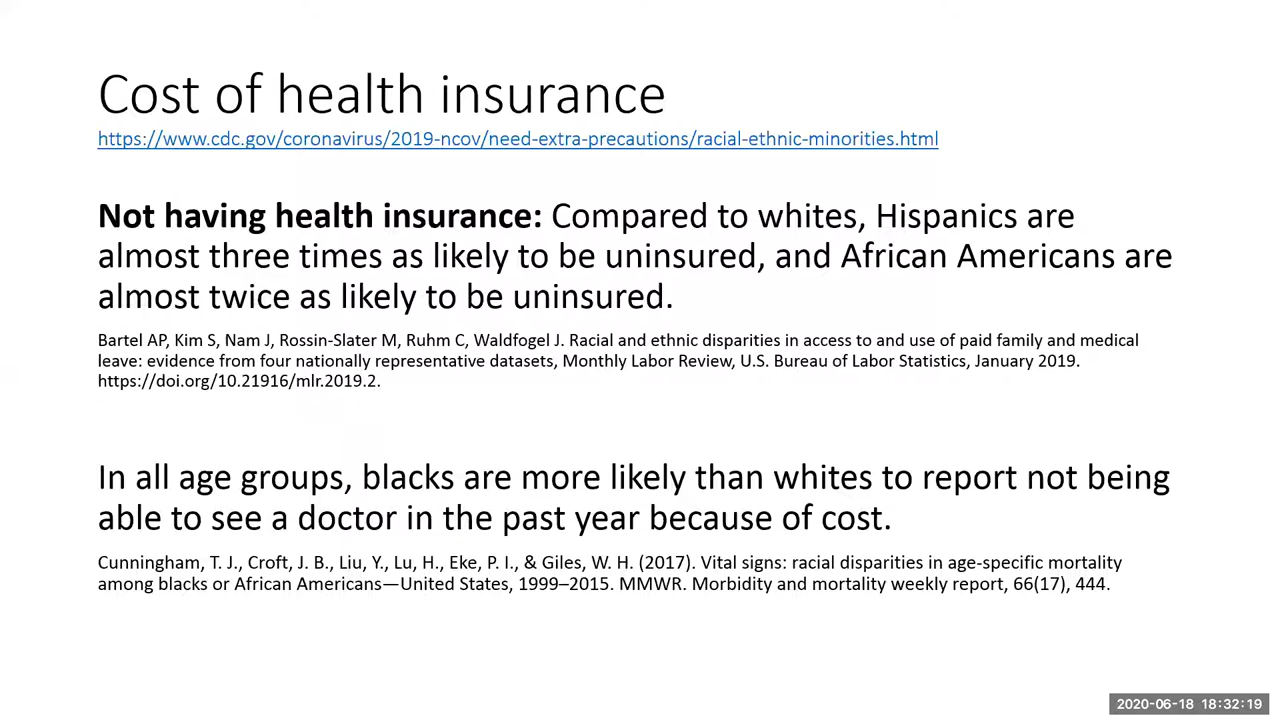 Cost of health insurance
https://www.cdc.gov/coronavirus/2019-ncov/need-extra-precautions/racial-ethnic-minorities.html
Not having health insurance: Compared to whites, Hispanics are
almost three times as likely to be uninsured, and African Americans are
almost twice as likely to be uninsured.
Bartel AP, Kim S, Nam J, Rossin-Slater M, Ruhm C, Waldfogel J. Racial and ethnic disparities in access to and use of paid family and medical
leave: evidence from four nationally representative datasets, Monthly Labor Review, U.S. Bureau of Labor Statistics, January 2019.
https://doi.org/10.21916/mlr.2019.2.
In all age groups, blacks are more likely than whites to report not being
able to see a doctor in the past year because of cost.
Cunningham, T. J., Croft, J. B., Liu, Y., Lu, H., Eke, P. I., & Giles, W. H. (2017). Vital signs: racial disparities in age-specific mortality
among blacks or African Americans—United States, 1999–2015. MMWR. Morbidity and mortality weekly report, 66(17), 444.
2020-06-18 18:32:19